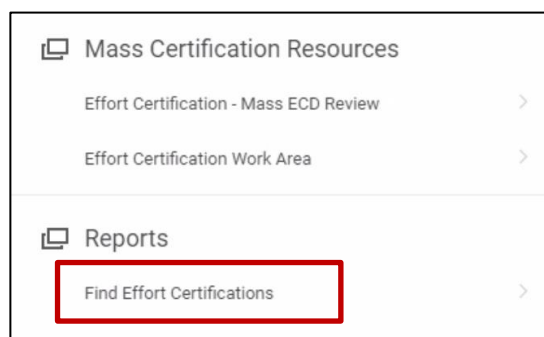 Mass Certification Resources
Effort Certification - Mass ECD Review
Effort Certification Work Area
Reports
Find Effort Certifications